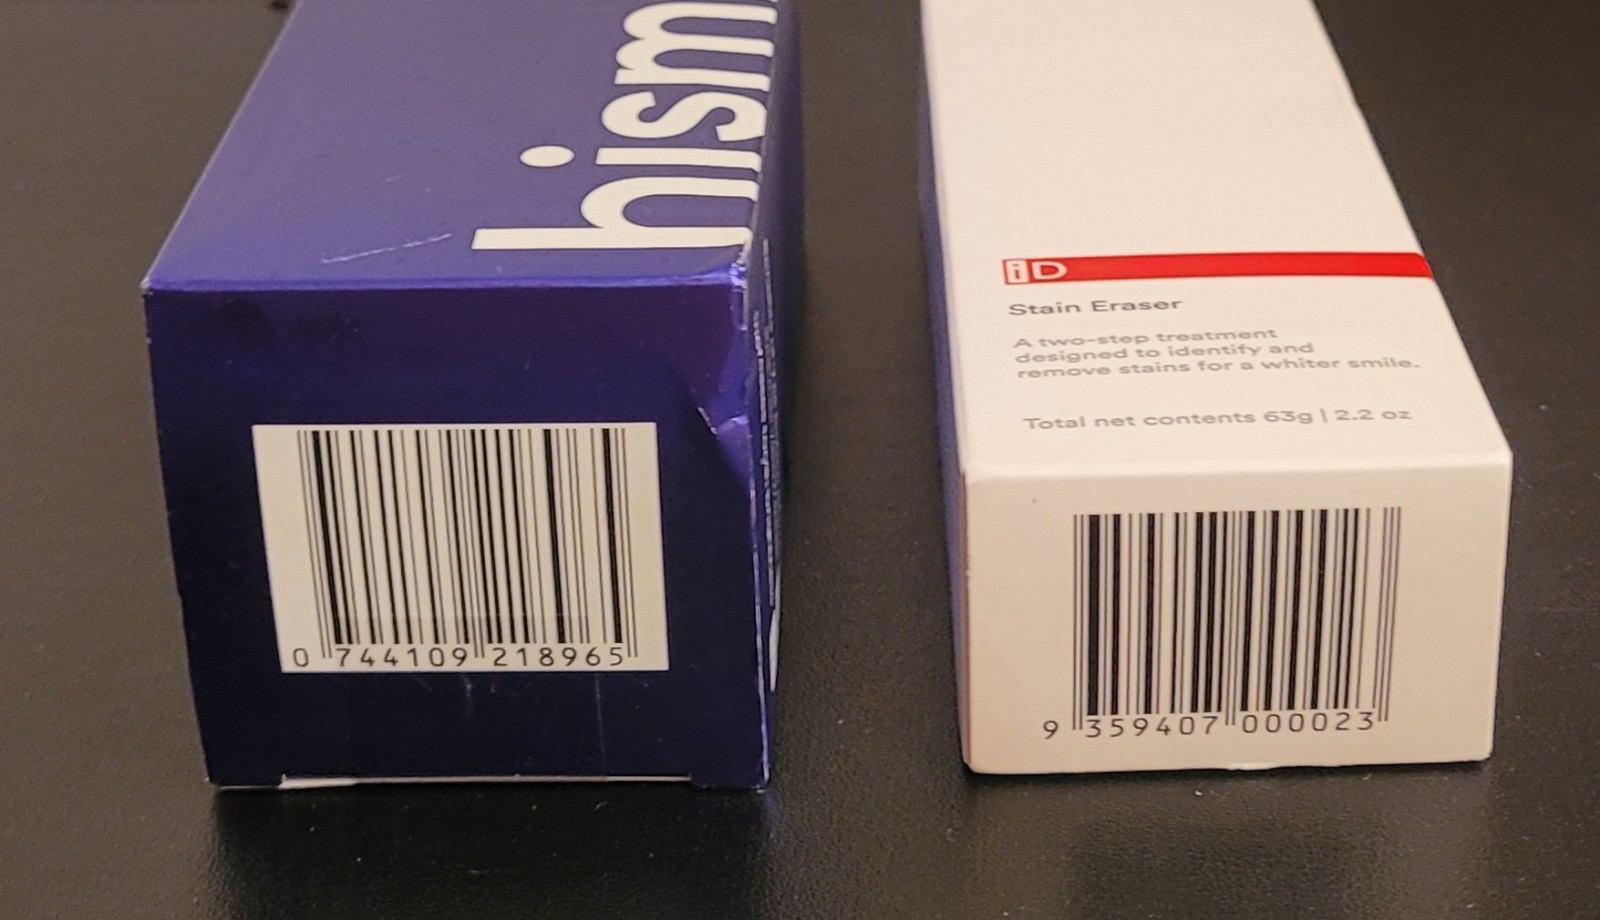 hism
0 744109 218965
iD
Stain Eraser
A two-step treatment
designed to identify and
remove stains for a whiter smile.
Total net contents 63g | 2.2 oz
9 359407 000023